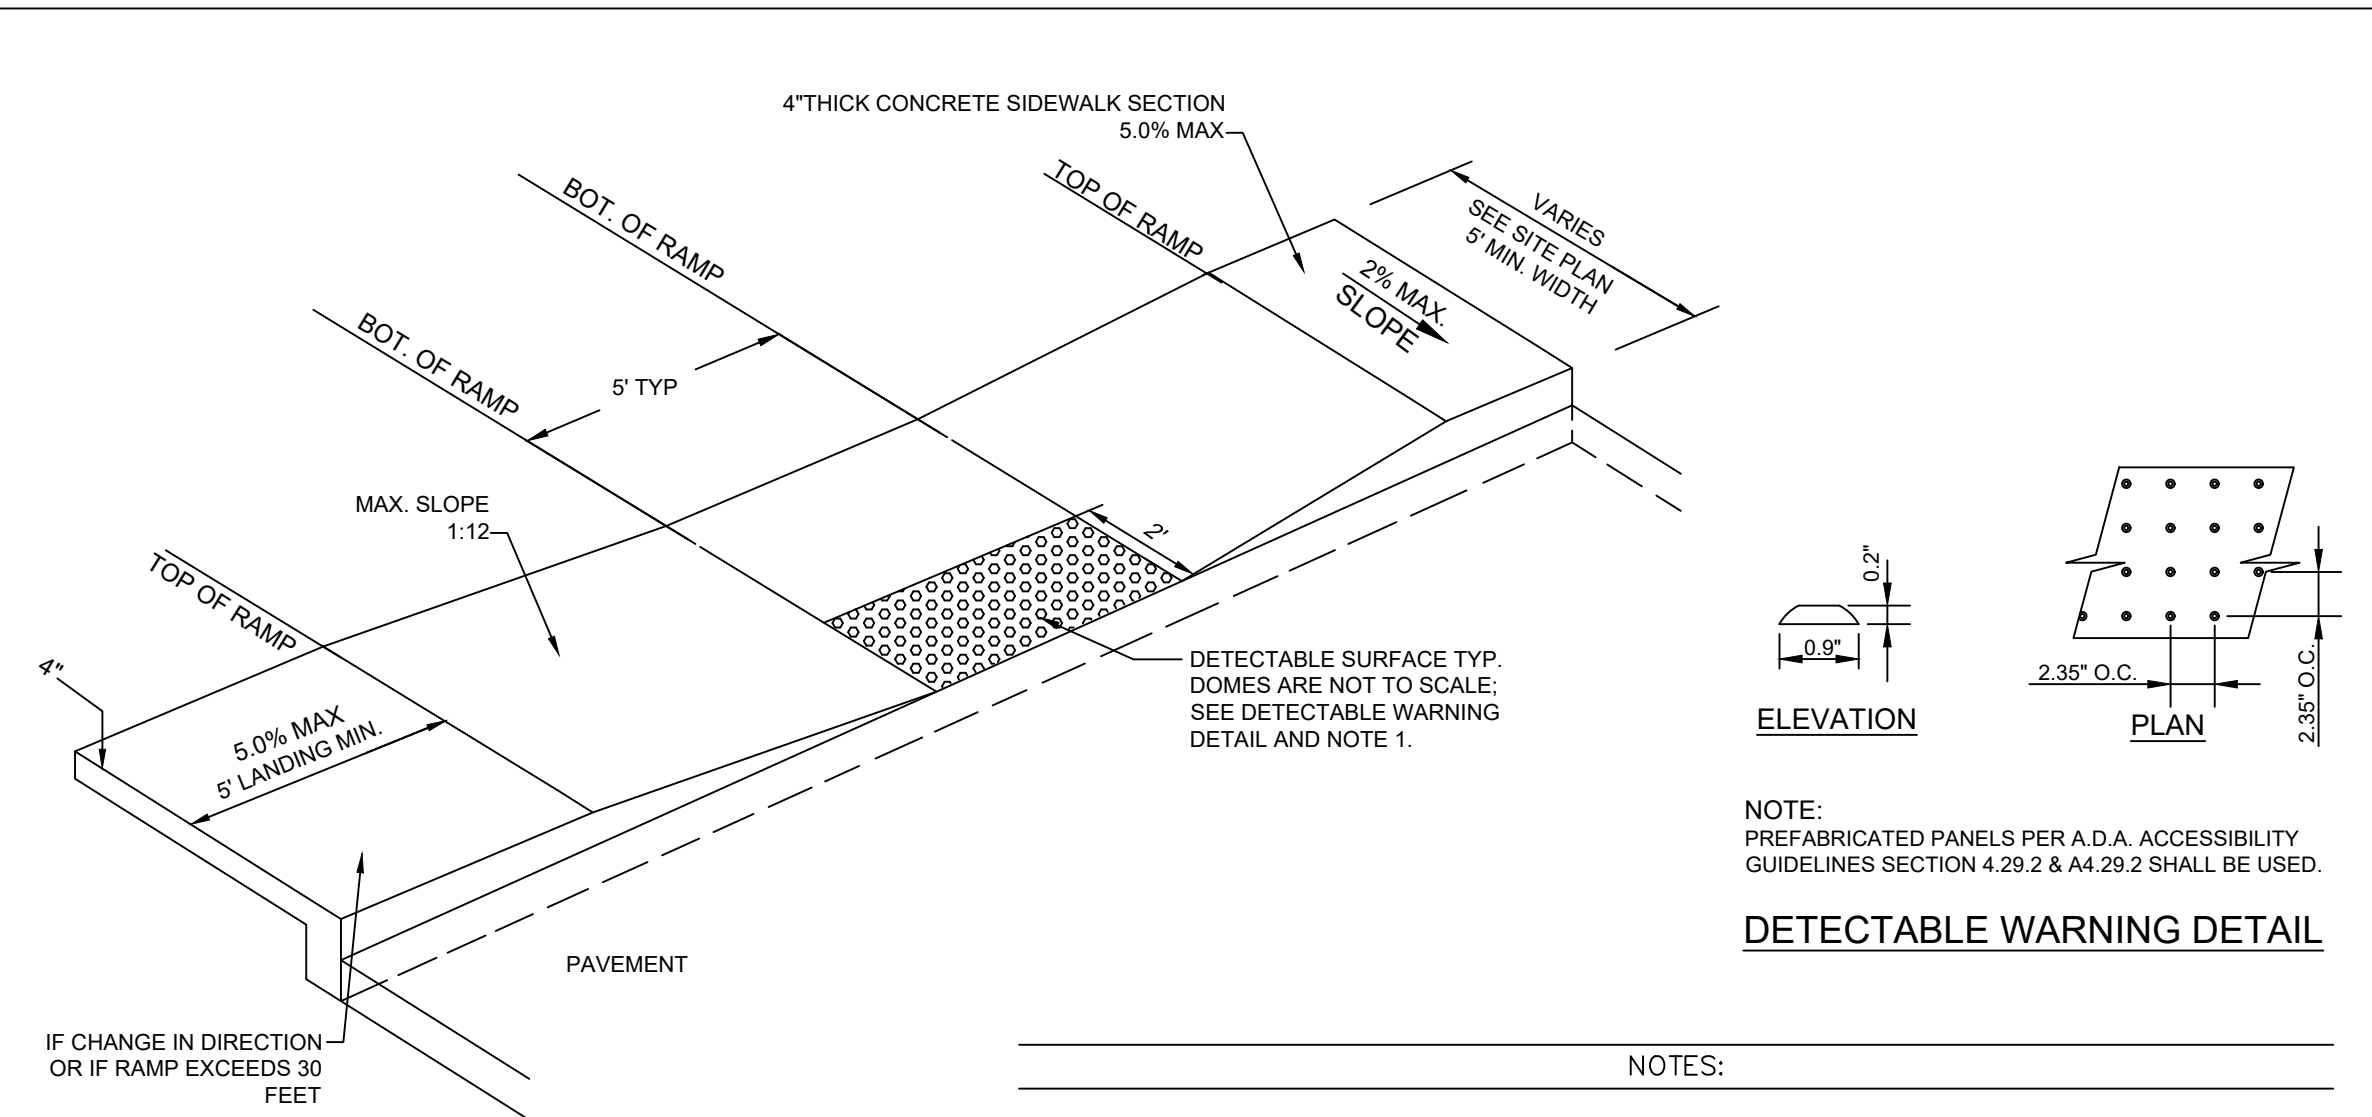 4"THICK CONCRETE SIDEWALK SECTION
5.0% MAX
TOP OF RAMP
VARIES
SEE SITE PLAN
5' MIN. WIDTH
2% MAX.
SLOPE
BOT. OF RAMP
BOT. OF RAMP
5' TYP
MAX. SLOPE
1:12
2'
TOP OF RAMP
4"
5.0% MAX
5' LANDING MIN.
DETECTABLE SURFACE TYP.
DOMES ARE NOT TO SCALE;
SEE DETECTABLE WARNING
DETAIL AND NOTE 1.
PAVEMENT
IF CHANGE IN DIRECTION
OR IF RAMP EXCEEDS 30
FEET
0.2"
0.9"
ELEVATION
2.35" O.C.
2.35" O.C.
PLAN
NOTE:
PREFABRICATED PANELS PER A.D.A. ACCESSIBILITY
GUIDELINES SECTION 4.29.2 & A4.29.2 SHALL BE USED.
DETECTABLE WARNING DETAIL
NOTES: